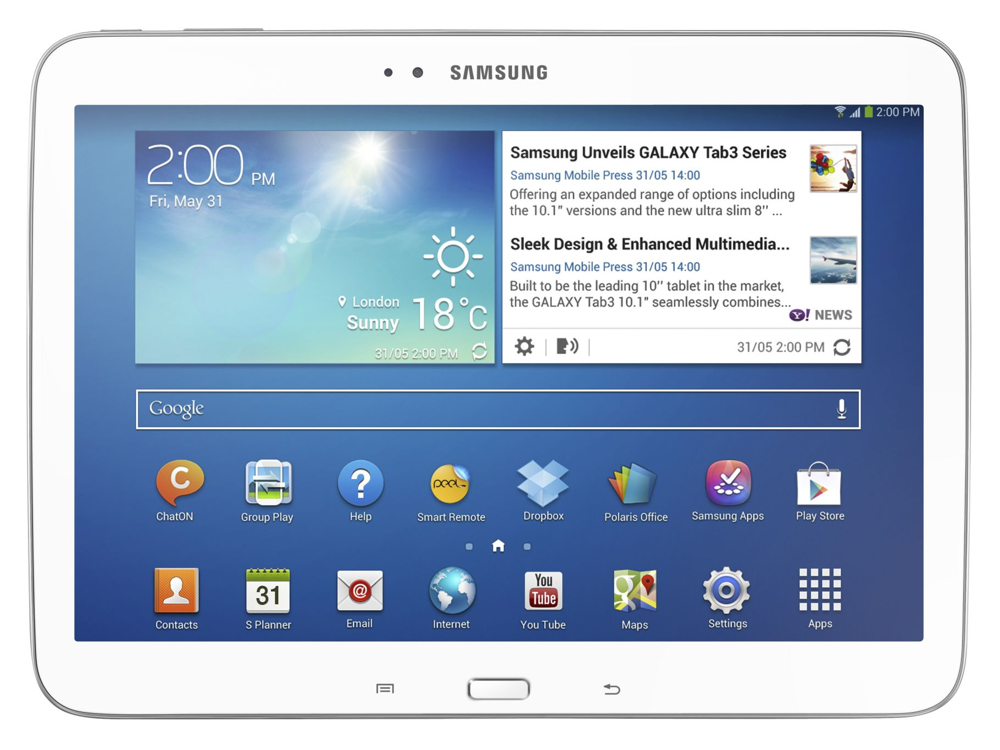 SAMSUNG
2:00 PM
2:00 PM
Fri, May 31
London
Sunny
18°C
31/05 2:00 PM
Samsung Unveils GALAXY Tab3 Series
Samsung Mobile Press 31/05 14:00
Offering an expanded range of options including
the 10.1" versions and the new ultra slim 8'' ...
Sleek Design & Enhanced Multimedia...
Samsung Mobile Press 31/05 14:00
Built to be the leading 10'' tablet in the market,
the GALAXY Tab3 10.1" seamlessly combines...
Y! NEWS
31/05 2:00 PM
Google
C
?
peel
ChatON
Group Play
Help
Smart Remote
Dropbox
Polaris Office
Samsung Apps
Play Store
31
@
You
Tube
g
Contacts
S Planner
Email
Internet
You Tube
Maps
Settings
Apps